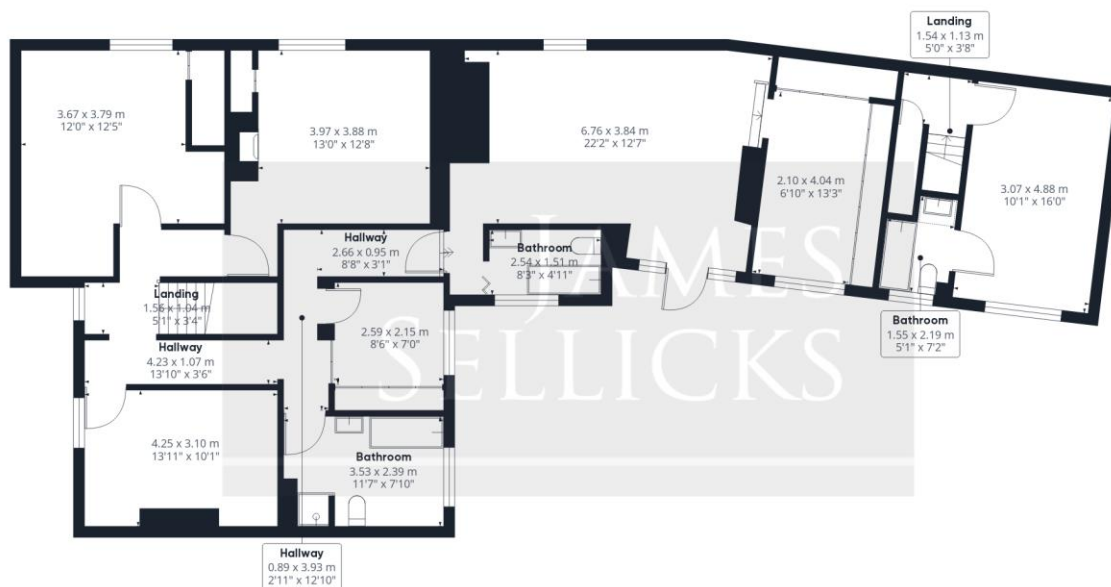 Landing
1.54 x 1.13 m
5'0" x 3'8"
3.67 x 3.79 m
12'0" x 12'5"
3.97 x 3.88 m
13'0" x 12'8"
6.76 x 3.84 m
22'2" x 12'7"
2.10 x 4.04 m
6'10" x 13'3"
3.07 x 4.88 m
10'1" x 16'0"
Hallway
2.66 x 0.95 m
8'8" x 3'1"
Bathroom
2.54 x 1.51 m
8'3" x 4'11"
JAMES
SELLICKS
Landing
1.56 x 1.04 m
5'1" x 3'4"
Bathroom
1.55 x 2.19 m
5'1" x 7'2"
Hallway
4.23 x 1.07 m
13'10" x 3'6"
2.59 x 2.15 m
8'6" x 7'0"
4.25 x 3.10 m
13'11" x 10'1"
Bathroom
3.53 x 2.39 m
11'7" x 7'10"
Hallway
0.89 x 3.93 m
2'11" x 12'10"